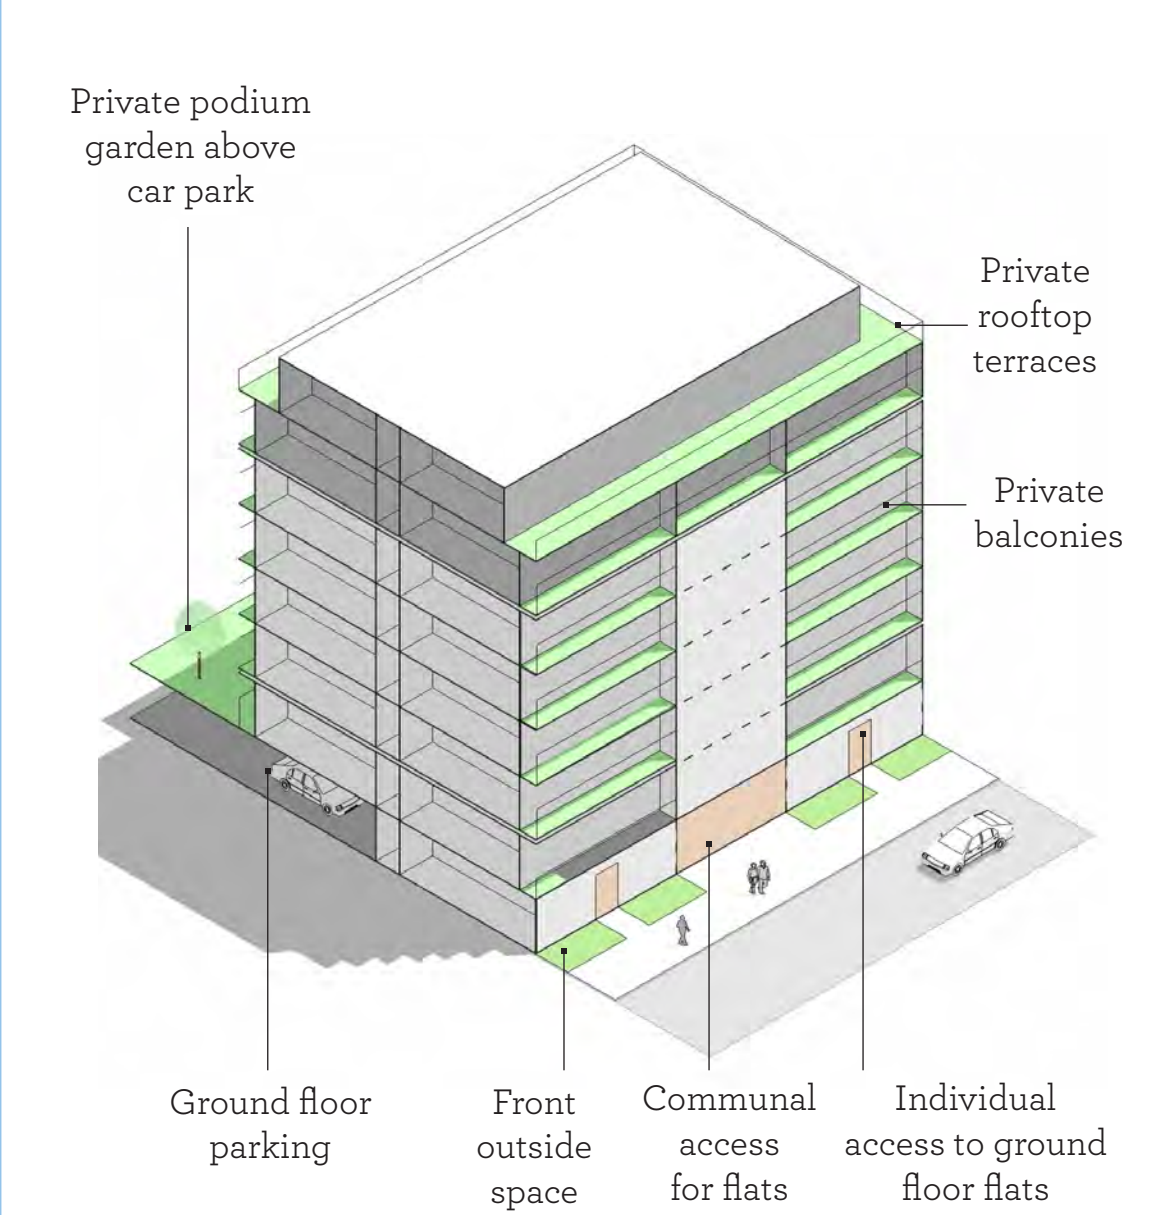 Private podium
garden above
car park
Private
rooftop
terraces
Private
balconies
Ground floor
parking
Front
outside
space
Communal
access
for flats
Individual
access to ground
floor flats